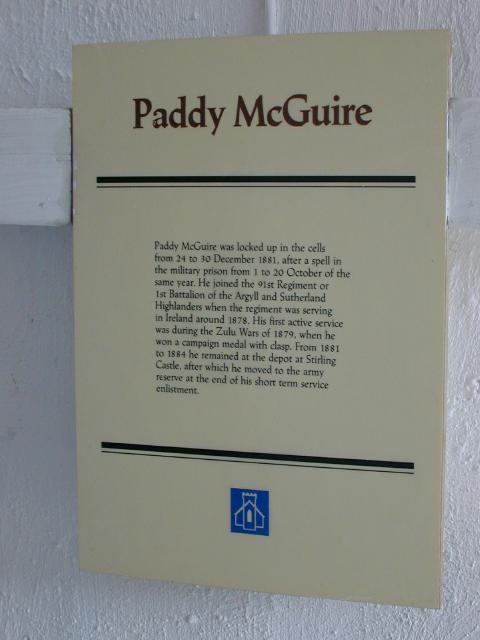 Paddy McGuire
Paddy McGuire was locked up in the cells
from 24 to 30 December 1881, after a spell in
the military prison from 1 to 20 October of the
same year. He joined the 91st Regiment or
1st Battalion of the Argyll and Sutherland
Highlanders when the regiment was serving
in Ireland around 1878. His first active service
was during the Zulu Wars of 1879, when he
won a campaign medal with clasp. From 1881
to 1884 he remained at the depot at Stirling
Castle, after which he moved to the army
reserve at the end of his short term service
enlistment.